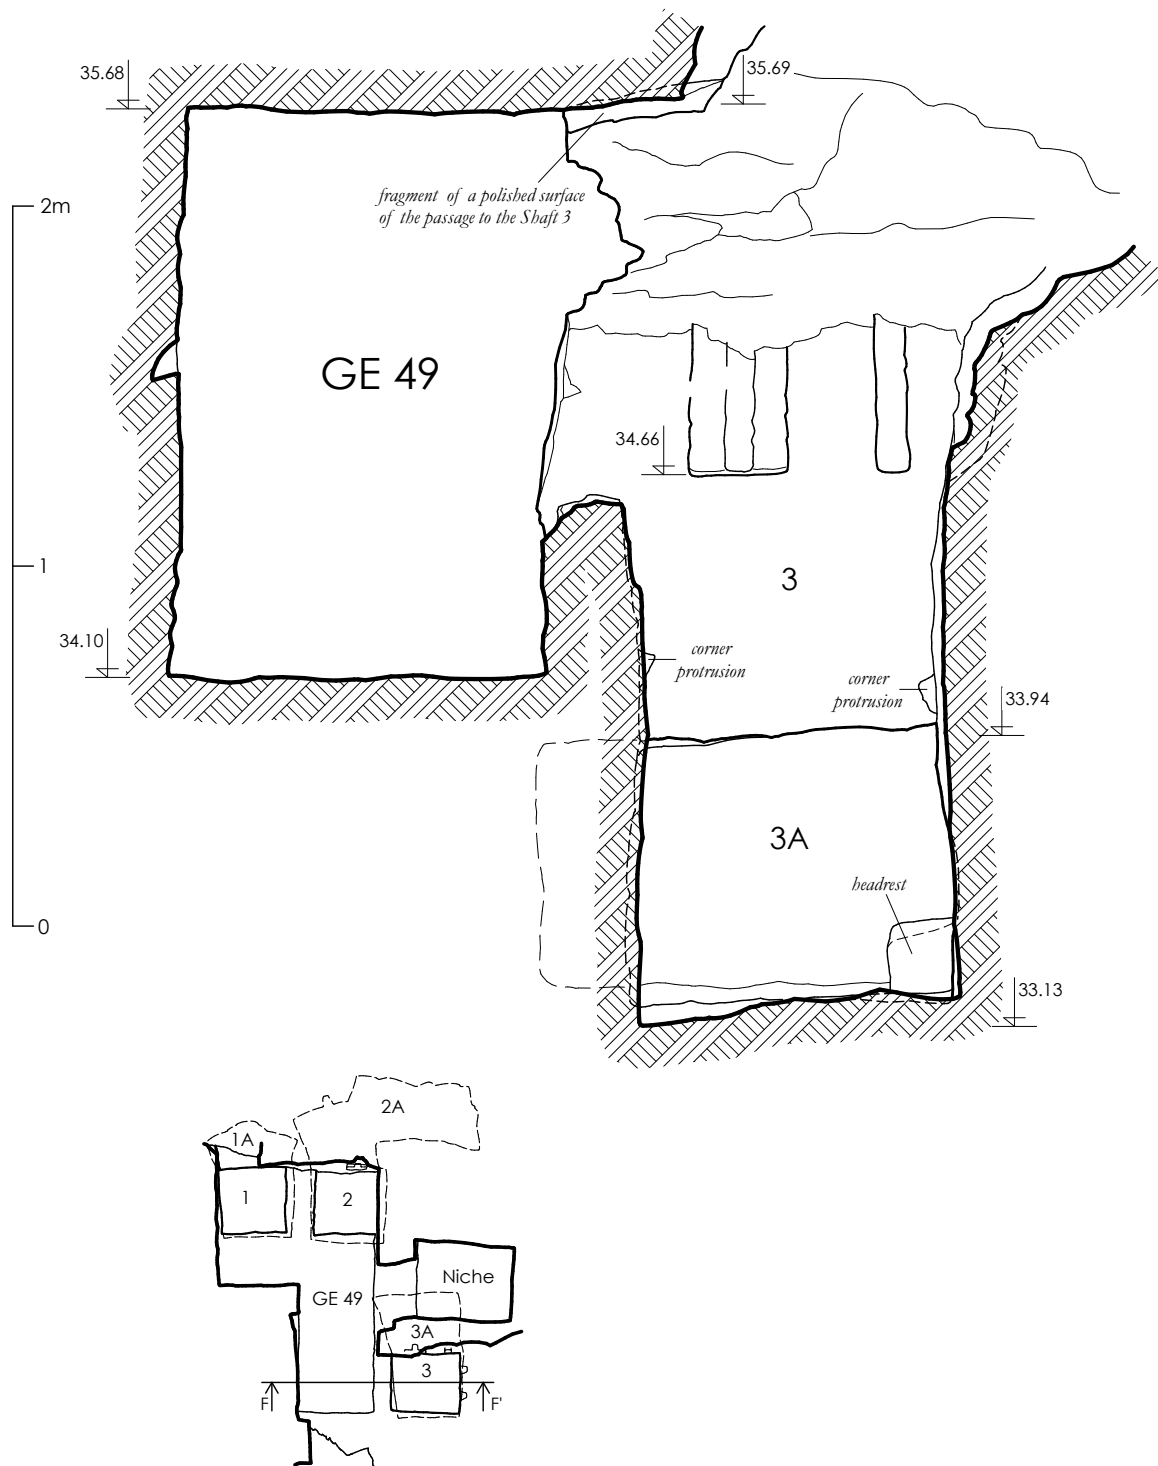 35.68
35.69
fragment of a polished surface
of the passage to the Shaft 3
2m
GE 49
34.66
1
3
34.10
corner
protrusion
corner
protrusion
33.94
3A
headrest
0
33.13
2A
1A
1
2
Niche
GE 49
3A
3
F
F'